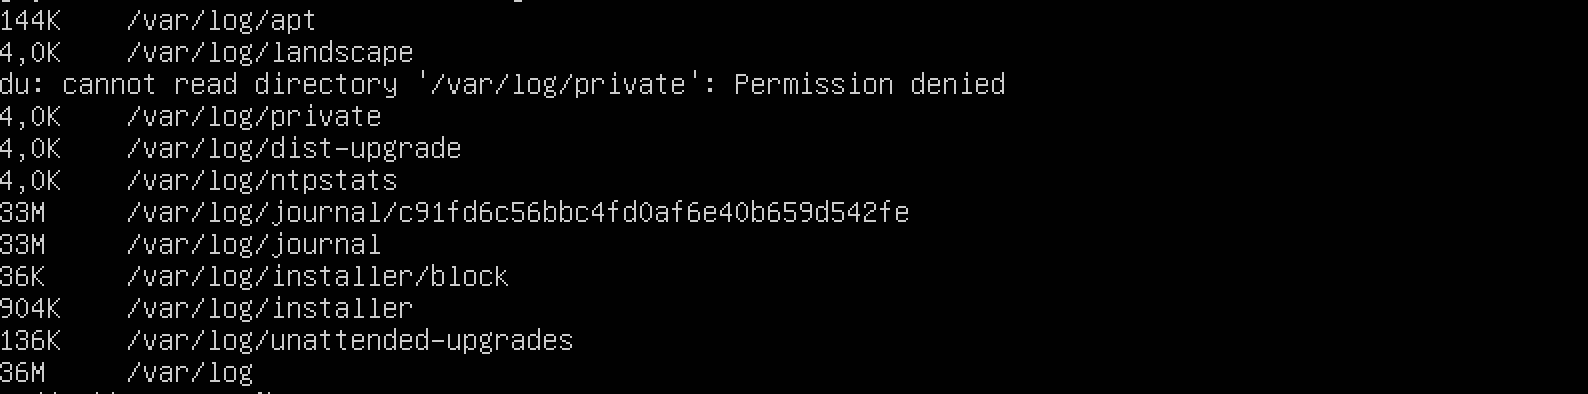 144K    /var/log/apt
4,0K    /var/log/landscape
du: cannot read directory '/var/log/private': Permission denied
4,0K    /var/log/private
4,0K    /var/log/dist-upgrade
4,0K    /var/log/ntpstats
33M     /var/log/journal/c91fd6c56bbc4fd0af6e40b659d542fe
33M     /var/log/journal
36K     /var/log/installer/block
904K    /var/log/installer
136K    /var/log/unattended-upgrades
36M     /var/log